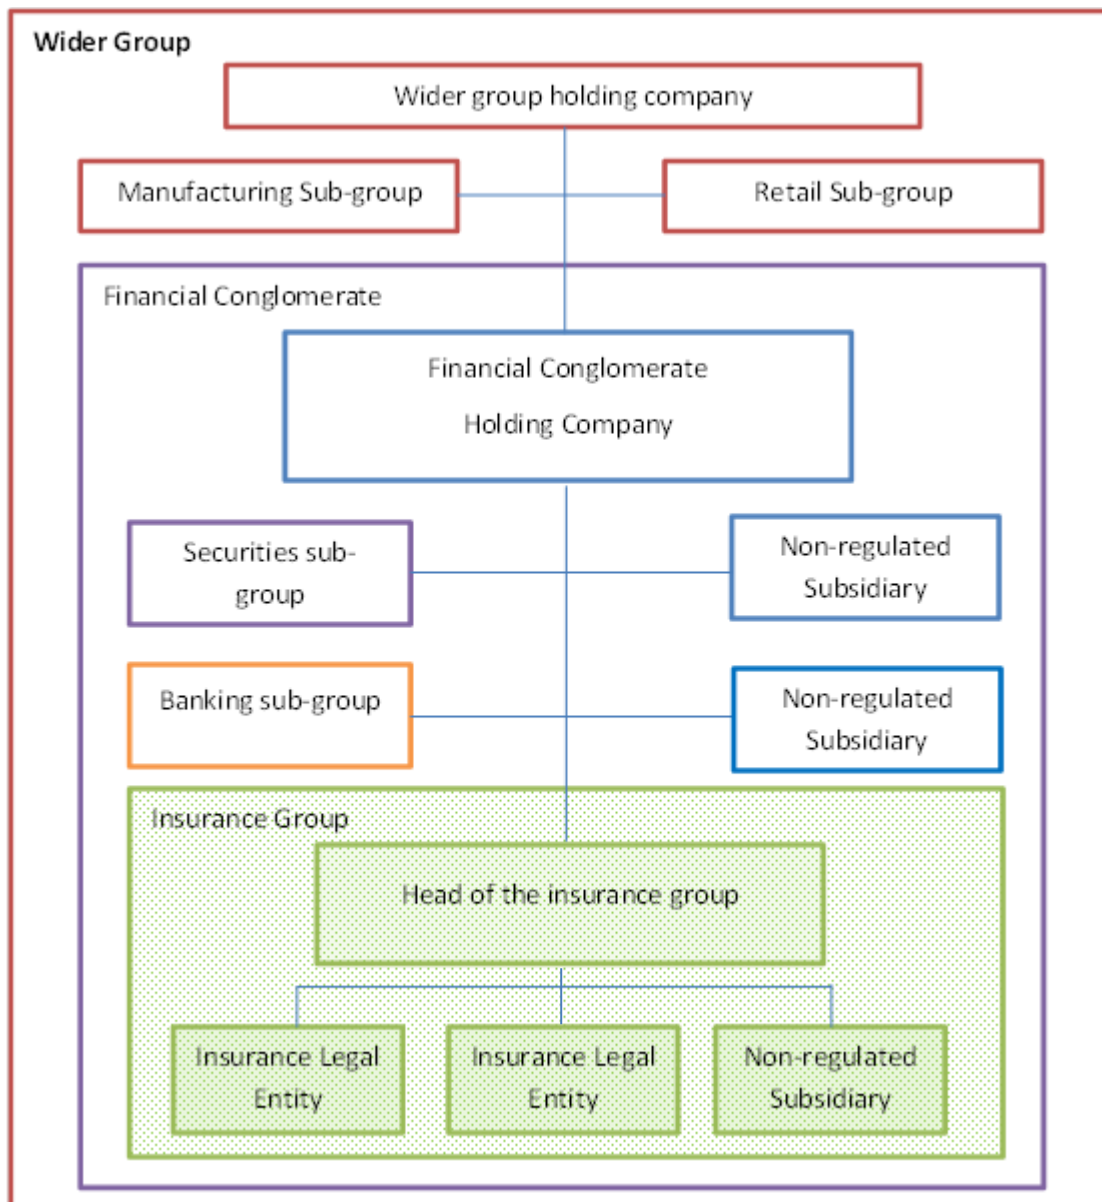 Wider Group
Wider group holding company
Manufacturing Sub-group
Retail Sub-group
Financial Conglomerate
Financial Conglomerate
Holding Company
Securities sub-
group
Non-regulated
Subsidiary
Banking sub-group
Non-regulated
Subsidiary
Insurance Group
Head of the insurance group
Insurance Legal
Entity
Insurance Legal
Entity
Non-regulated
Subsidiary